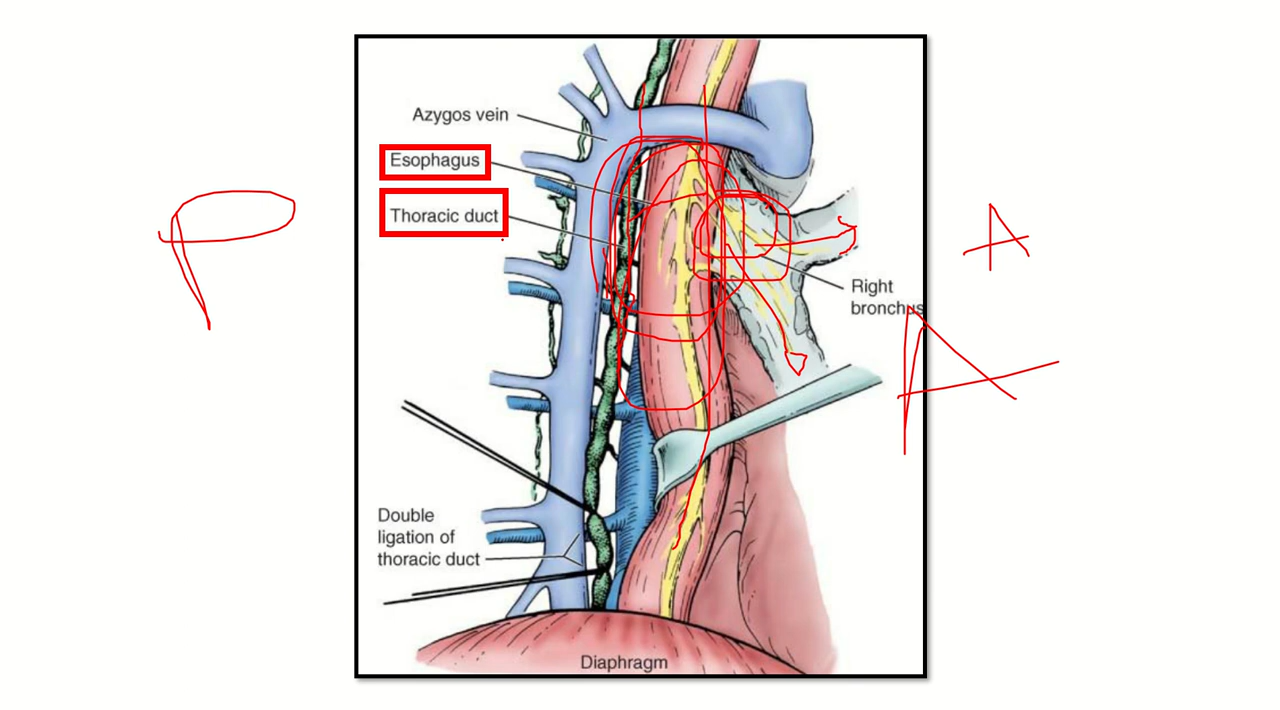 Azygos vein
Esophagus
Thoracic duct
P
A
Right
bronchus
A
Double
ligation of
thoracic duct
Diaphragm